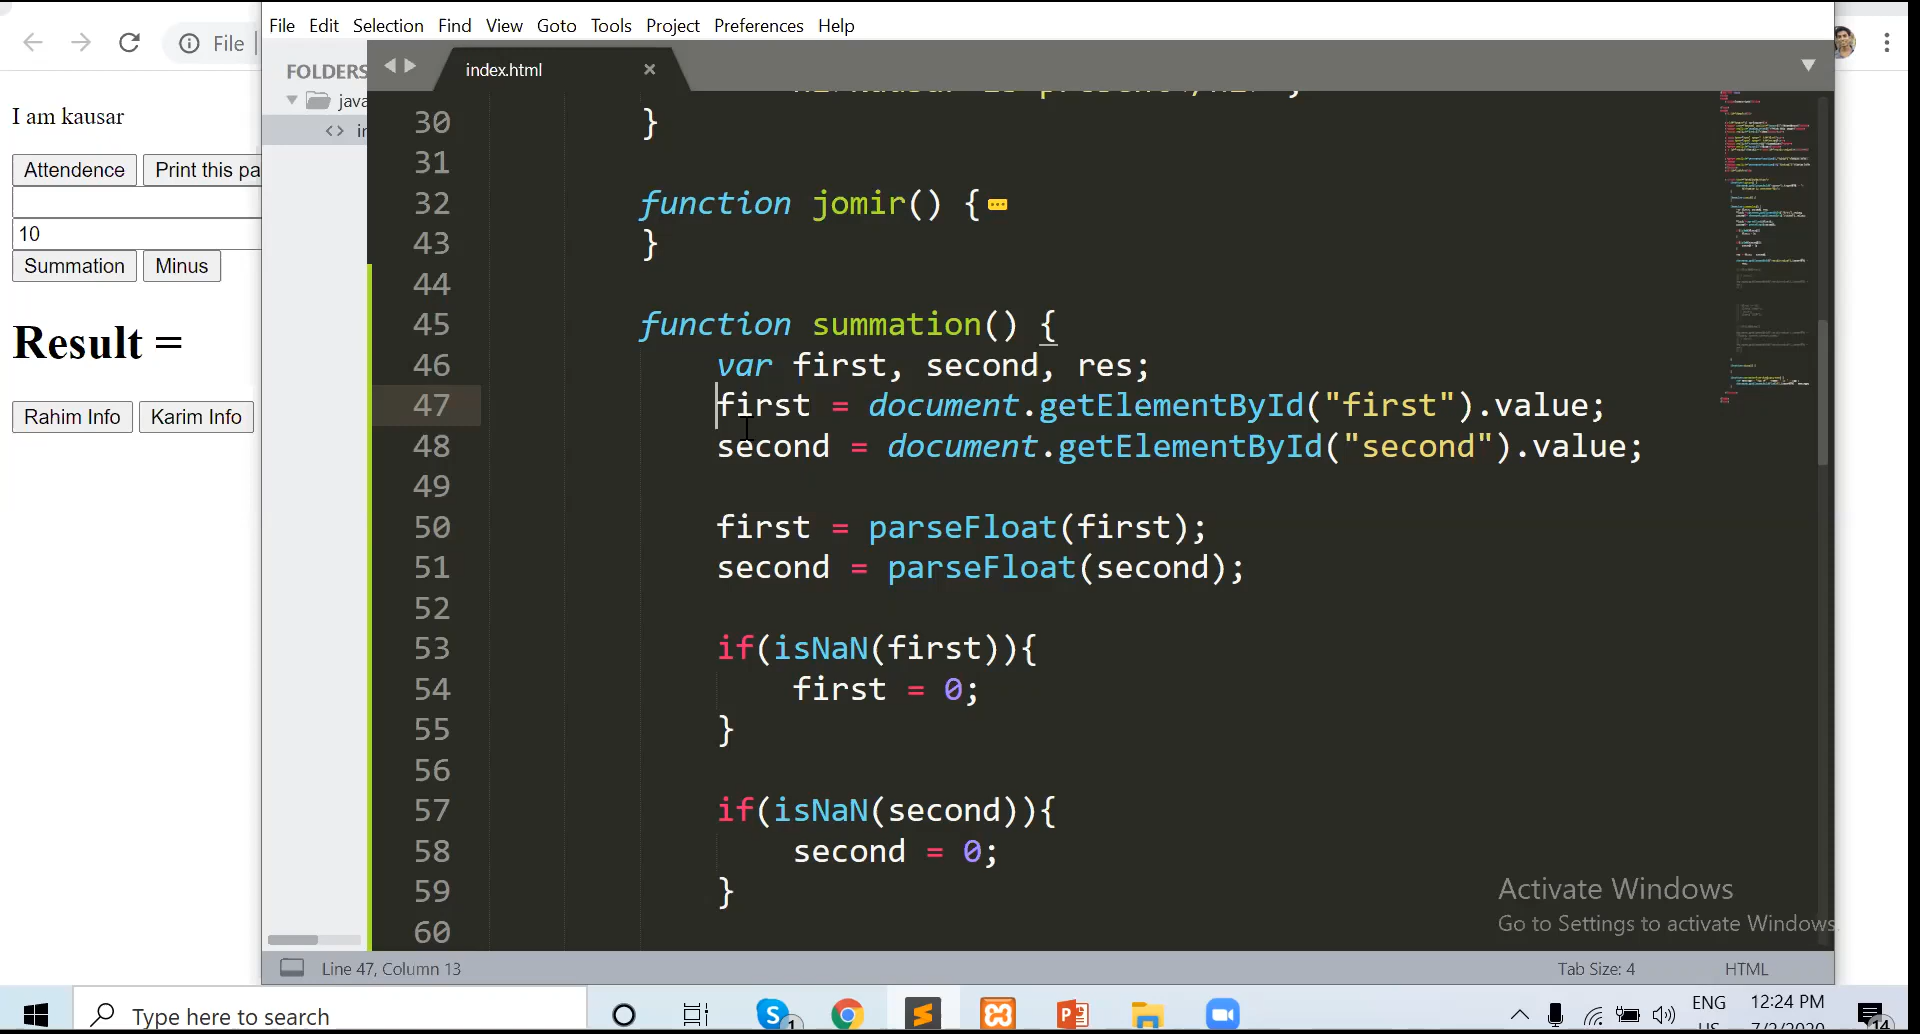 File Edit Selection Find View Goto Tools Project Preferences Help
File
FOLDERS
index.html
java
I am kausar
Attendence
Print this pa
10
Summation
Minus
Result =
Rahim Info
Karim Info
30 }
31
32 function jomir() {
43 }
44
45 function summation() {
46 var first, second, res;
47 first = document.getElementById("first").value;
48 second = document.getElementById("second").value;
49
50 first = parseFloat(first);
51 second = parseFloat(second);
52
53 if(isNaN(first)){
54 first = 0;
55 }
56
57 if(isNaN(second)){
58 second = 0;
59 }
60
Activate Windows
Go to Settings to activate Windows.
Line 47, Column 13
Tab Size: 4
HTML
Type here to search
ENG
12:24 PM